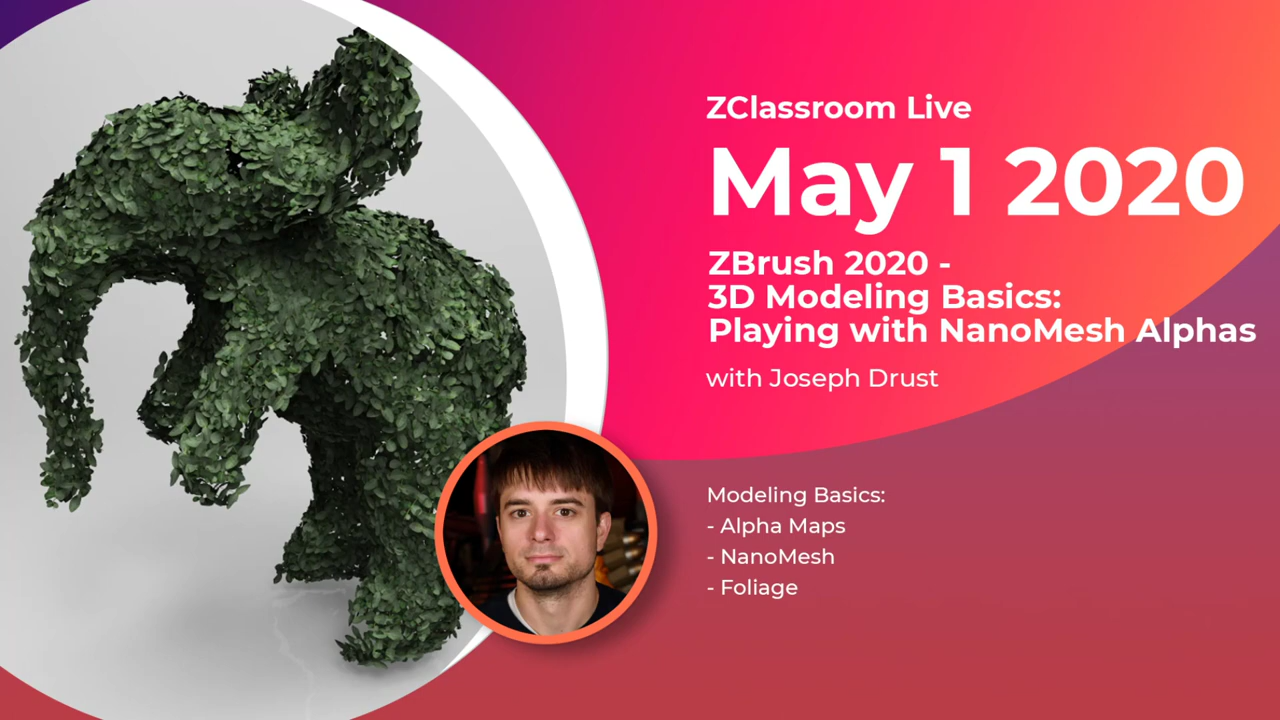 ZClassroom Live
May 1 2020
ZBrush 2020 -
3D Modeling Basics:
Playing with NanoMesh Alphas
with Joseph Drust
Modeling Basics:
- Alpha Maps
- NanoMesh
- Foliage